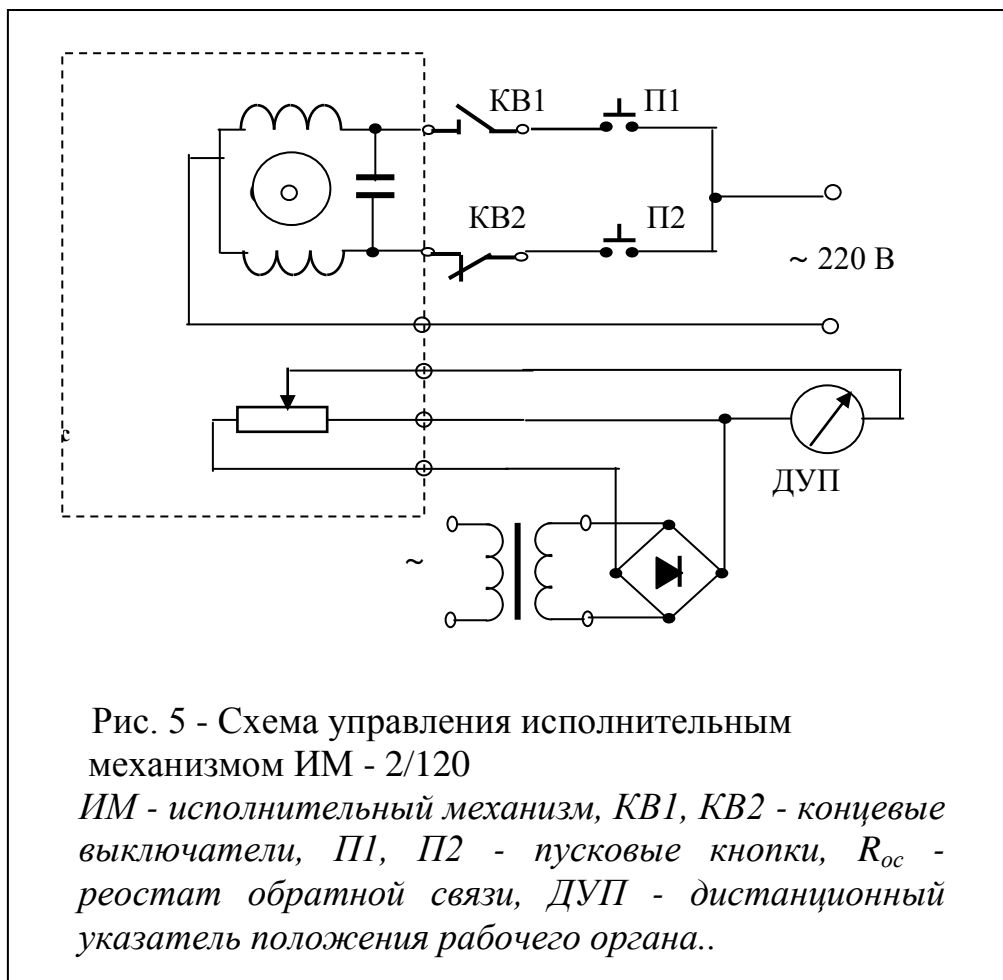 КВ1 П1
КВ2 П2
~ 220 В
с
ДУП
~
Рис. 5 - Схема управления исполнительным
механизмом ИМ - 2/120
ИМ - исполнительный механизм, КВ1, КВ2 - концевые
выключатели, П1, П2 - пусковые кнопки, Rос -
реостат обратной связи, ДУП - дистанционный
указатель положения рабочего органа..